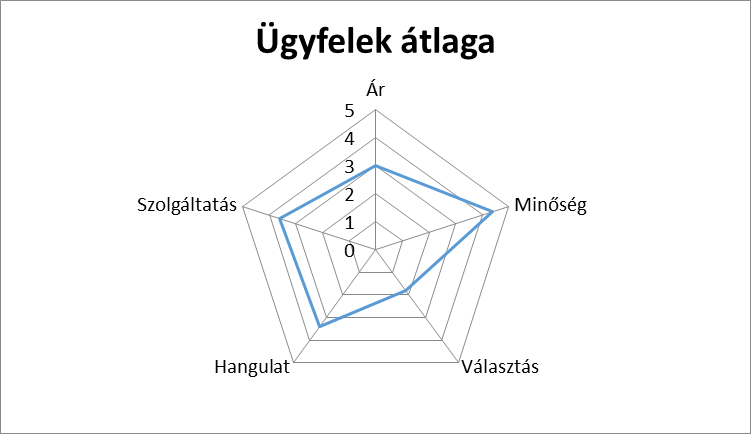 Ügyfelek átlaga
Ár
5
4
3
2
1
0
Minőség
Választás
Hangulat
Szolgáltatás